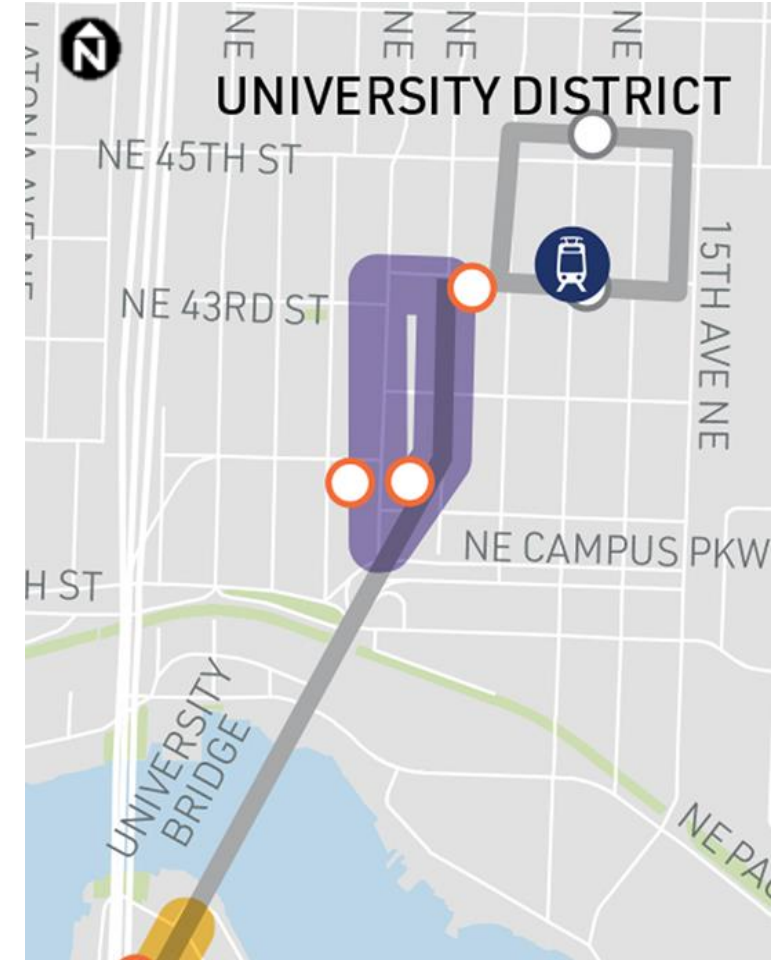 N
NE
NE
NE
NE
UNIVERSITY DISTRICT
NE 45TH ST
NE 43RD ST
15TH AVE NE
NE CAMPUS PKW
H ST
UNIVERSITY
BRIDGE
NE PAC